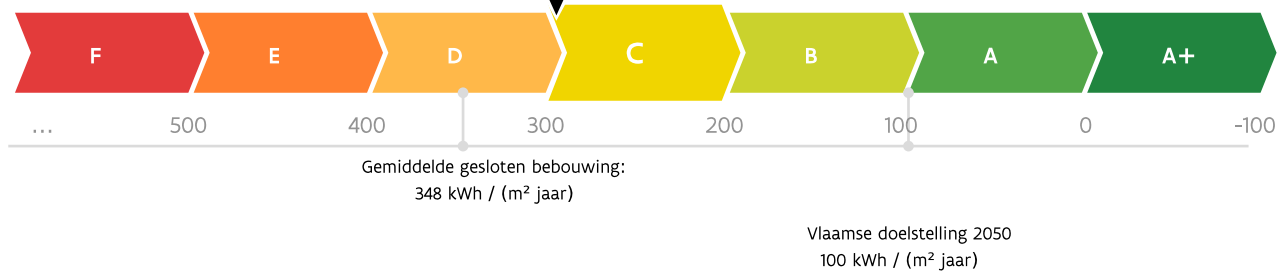 F E D C B A A+
... 500 400 300 200 100 0 -100
Gemiddelde gesloten bebouwing:
348 kWh / (m² jaar)
Vlaamse doelstelling 2050
100 kWh / (m² jaar)